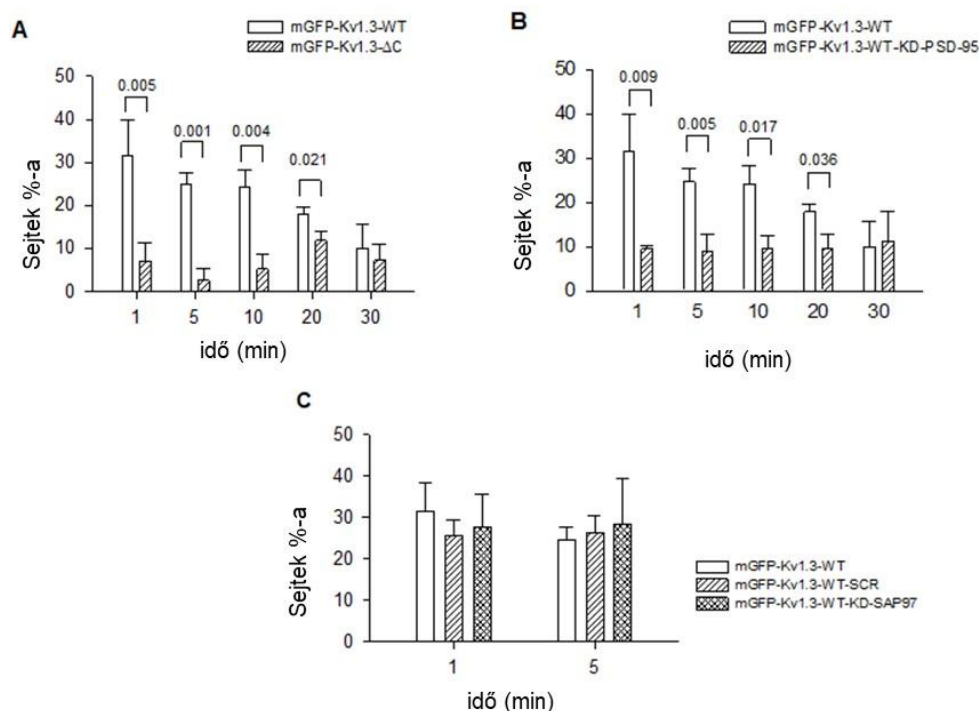 A
mGFP-Kv1.3-WT
mGFP-Kv1.3-ΔC
Sejtek %-a
50
40
30
20
10
0
0.005
0.001
0.004
0.021
1 5 10 20 30
idő (min)
B
mGFP-Kv1.3-WT
mGFP-Kv1.3-WT-KD-PSD-95
Sejtek %-a
50
40
30
20
10
0
0.009
0.005
0.017
0.036
1 5 10 20 30
idő (min)
C
Sejtek %-a
50
40
30
20
10
0
1 5
idő (min)
mGFP-Kv1.3-WT
mGFP-Kv1.3-WT-SCR
mGFP-Kv1.3-WT-KD-SAP97